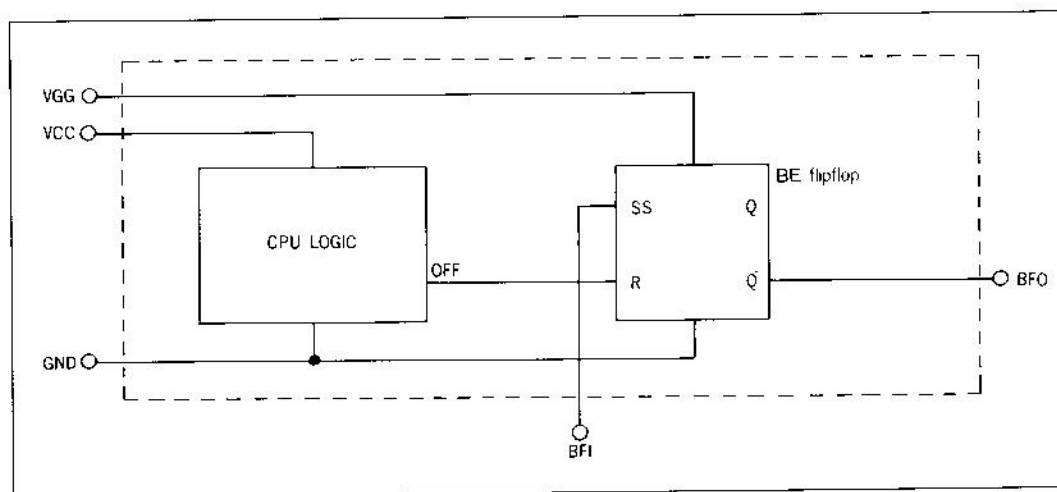 VGG
VCC
BE flipflop
SS
Q
CPU LOGIC
OFF
R
Q̅
BFO
GND
BFI